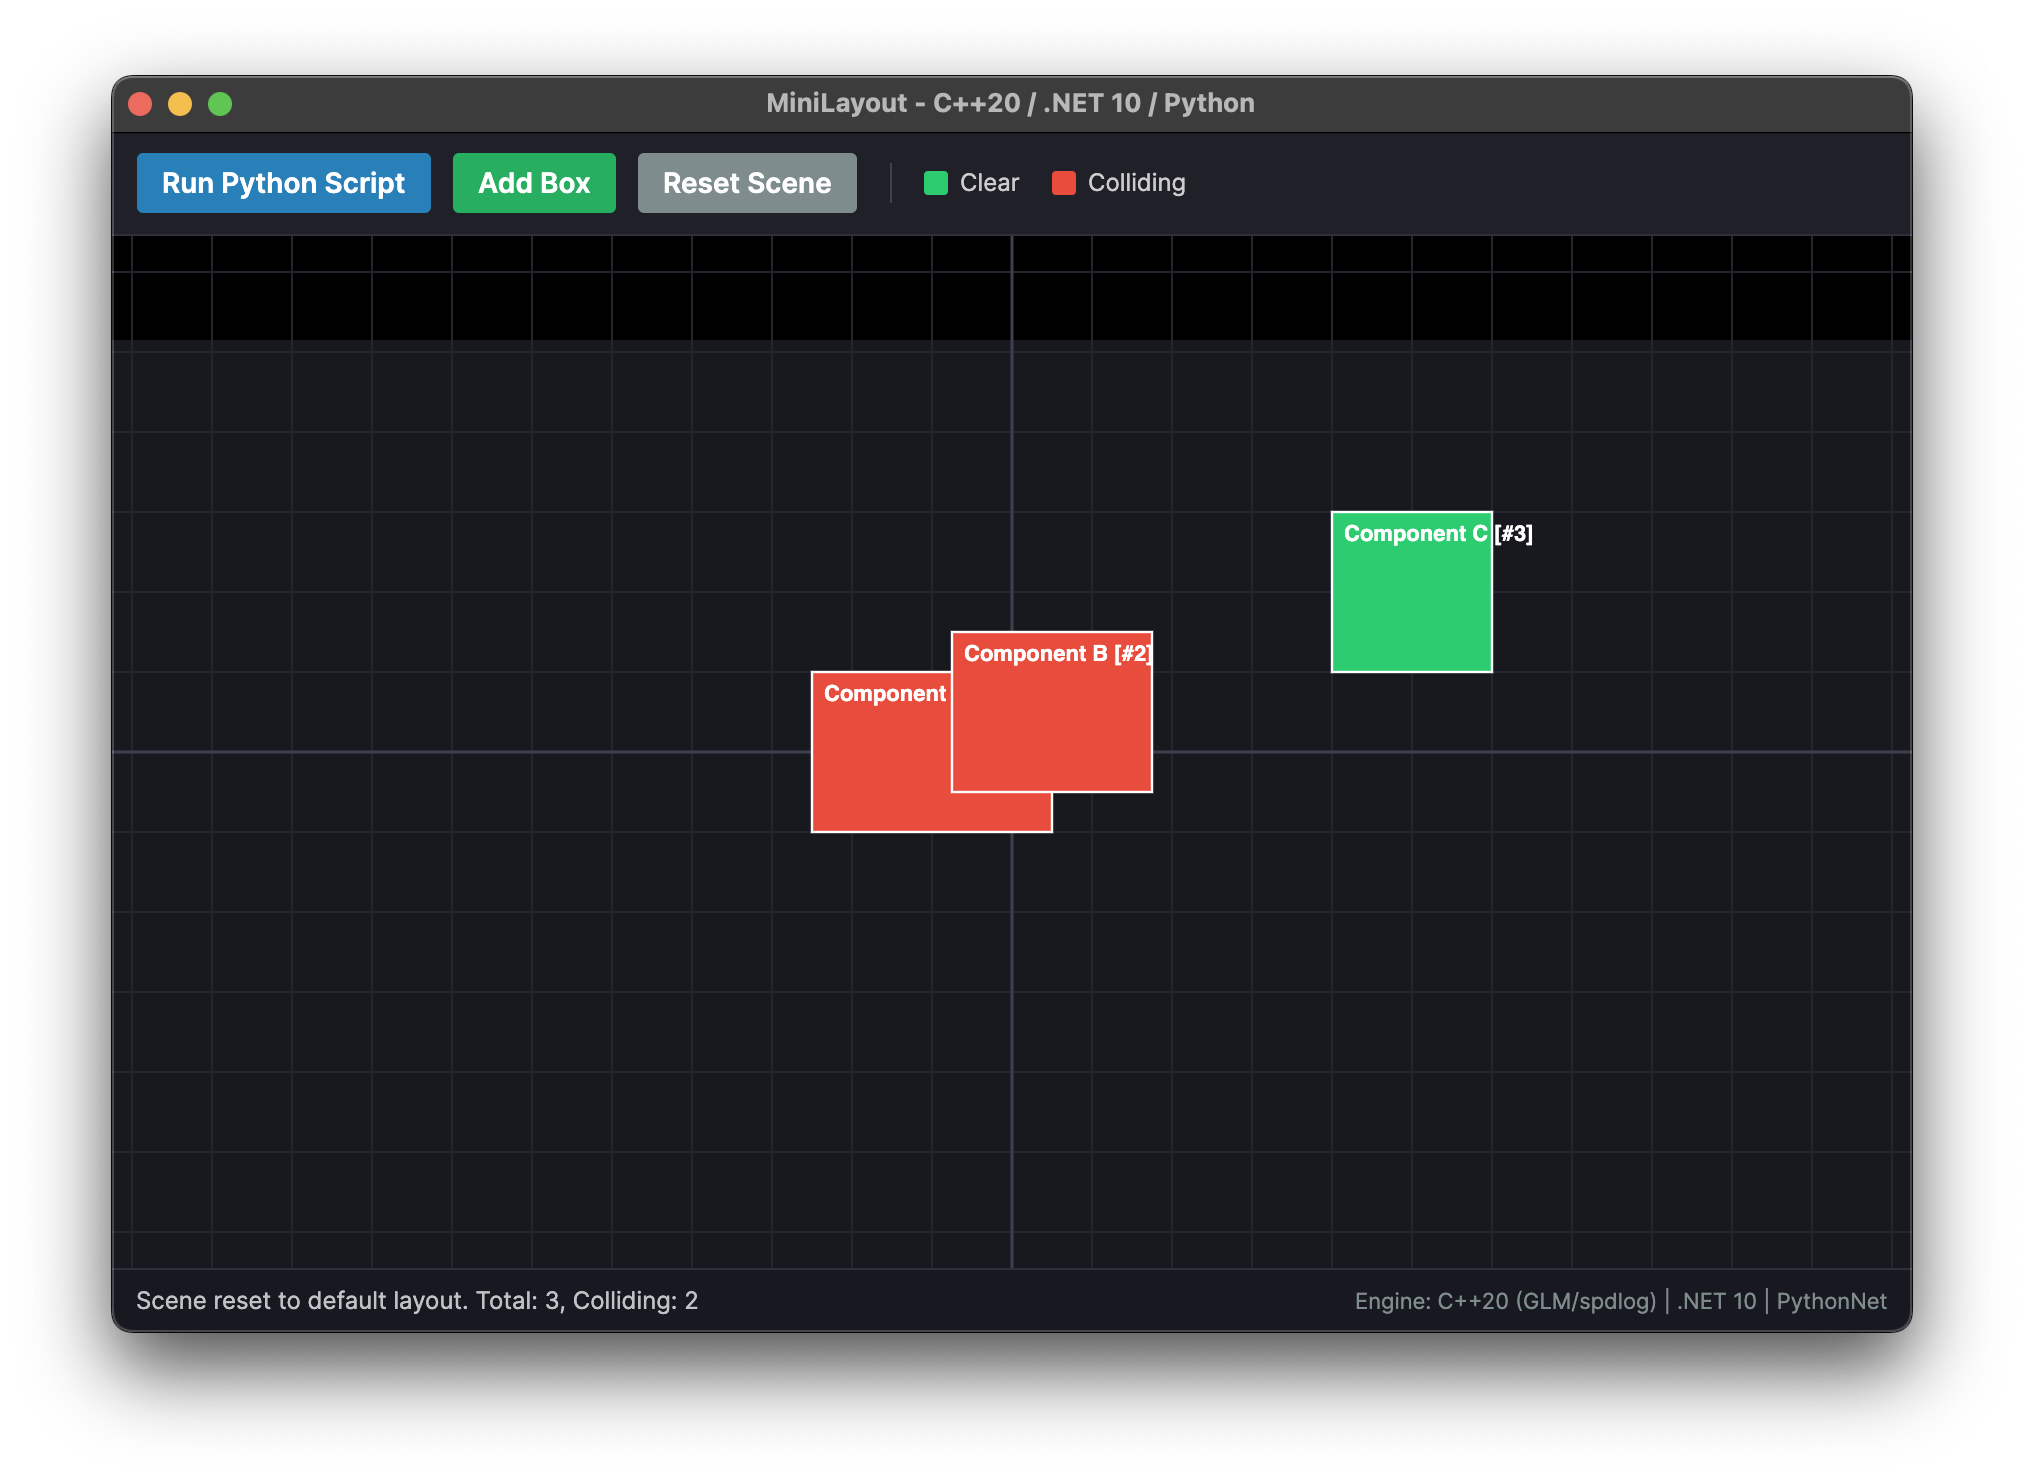 MiniLayout - C++20 / .NET 10 / Python
Run Python Script
Add Box
Reset Scene
Clear
Colliding
Component C [#3]
Component B [#2]
Component
Scene reset to default layout. Total: 3, Colliding: 2
Engine: C++20 (GLM/spdlog) | .NET 10 | PythonNet